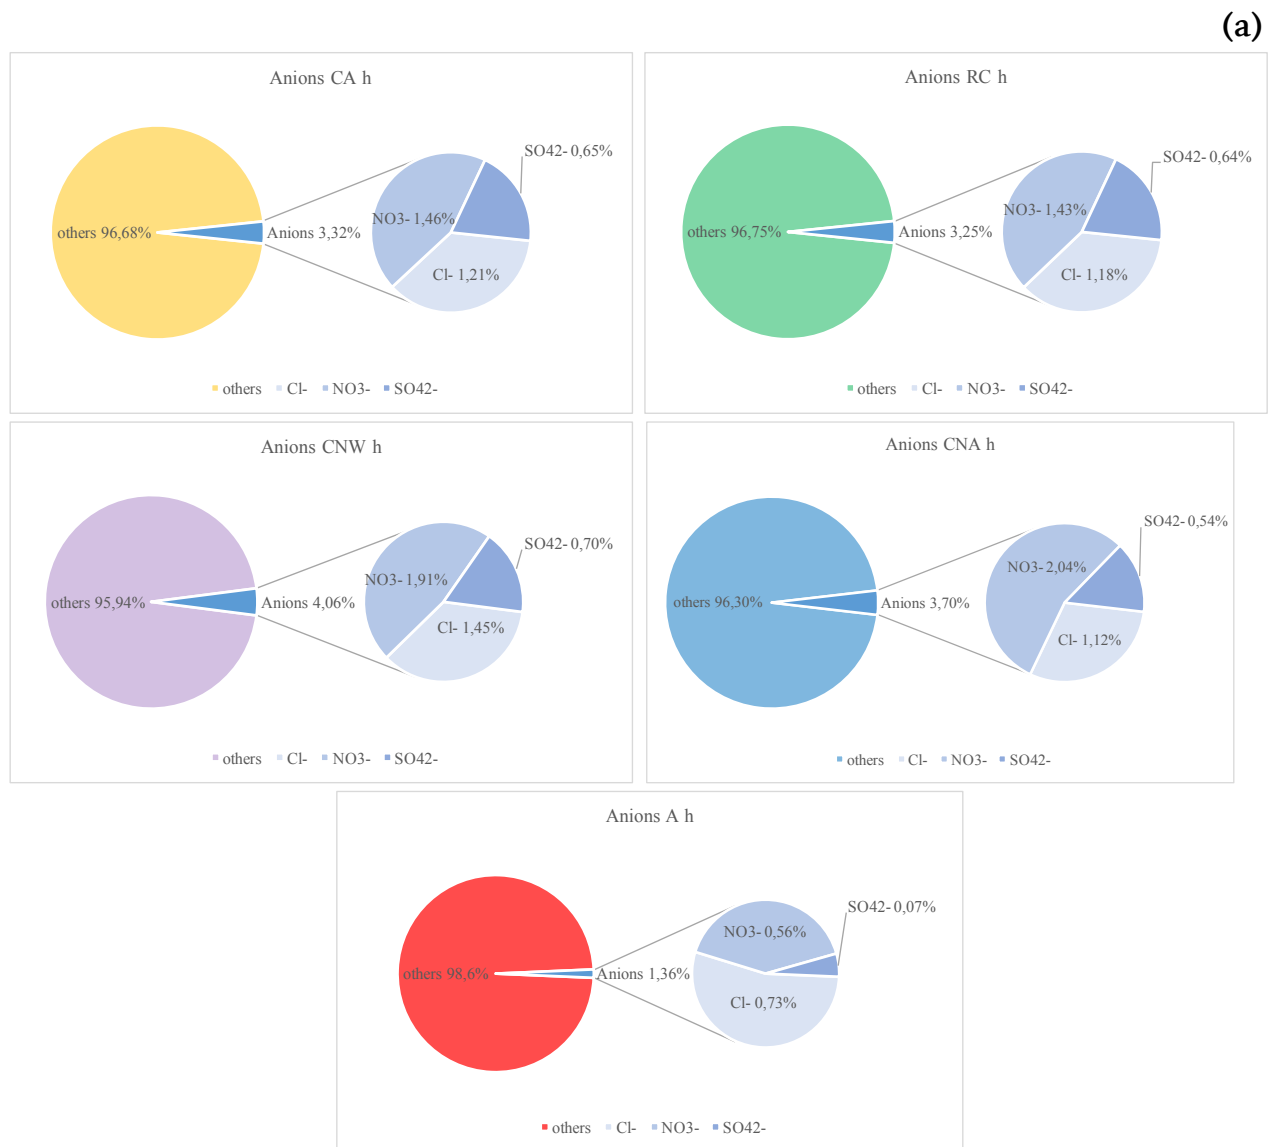 (a)
Anions CA h
SO42- 0,65%
NO3- 1,46%
others 96,68%
Anions 3,32%
Cl- 1,21%
others Cl- NO3- SO42-
Anions RC h
SO42- 0,64%
NO3- 1,43%
others 96,75%
Anions 3,25%
Cl- 1,18%
others Cl- NO3- SO42-
Anions CNW h
SO42- 0,70%
NO3- 1,91%
others 95,94%
Anions 4,06%
Cl- 1,45%
others Cl- NO3- SO42-
Anions CNA h
SO42- 0,54%
NO3- 2,04%
others 96,30%
Anions 3,70%
Cl- 1,12%
others Cl- NO3- SO42-
Anions A h
SO42- 0,07%
NO3- 0,56%
others 98,6%
Anions 1,36%
Cl- 0,73%
others Cl- NO3- SO42-